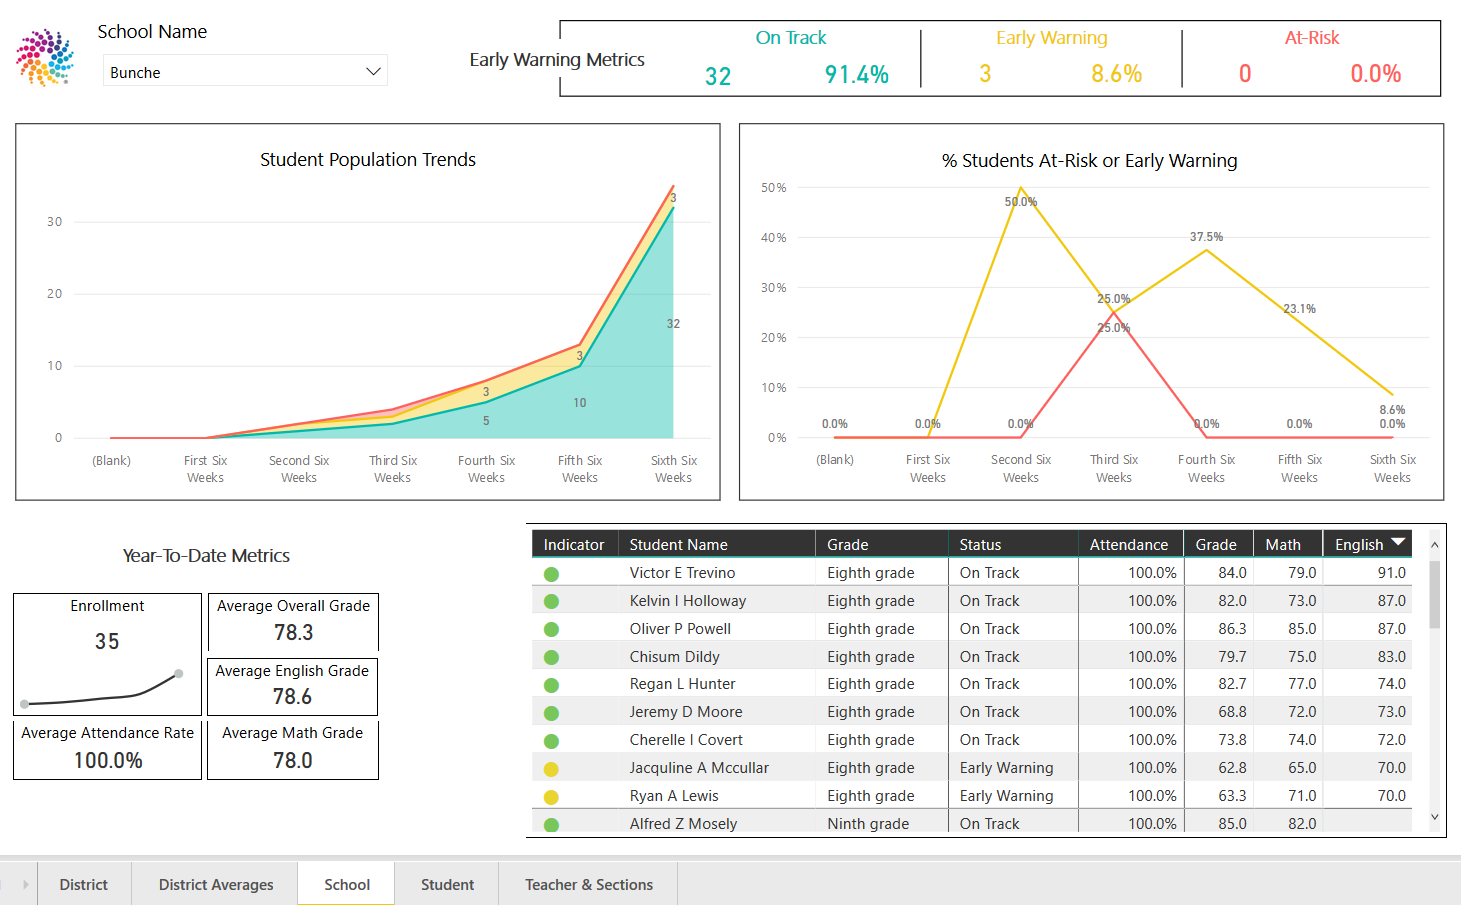 School Name
Bunche
Early Warning Metrics
On Track
32 91.4%
Early Warning
3 8.6%
At-Risk
0 0.0%
Student Population Trends
30
20
10
0
3
32
3
10
3
5
(Blank)
First Six
Weeks
Second Six
Weeks
Third Six
Weeks
Fourth Six
Weeks
Fifth Six
Weeks
Sixth Six
Weeks
% Students At-Risk or Early Warning
50%
40%
30%
20%
10%
0%
50.0%
37.5%
25.0%
25.0%
23.1%
8.6%
0.0%
0.0%
0.0%
0.0%
0.0%
0.0%
(Blank)
First Six
Weeks
Second Six
Weeks
Third Six
Weeks
Fourth Six
Weeks
Fifth Six
Weeks
Sixth Six
Weeks
Year-To-Date Metrics
Enrollment
35
Average Overall Grade
78.3
Average English Grade
78.6
Average Attendance Rate
100.0%
Average Math Grade
78.0
Indicator Student Name Grade Status Attendance Grade Math English
Victor E Trevino Eighth grade On Track 100.0% 84.0 79.0 91.0
Kelvin I Holloway Eighth grade On Track 100.0% 82.0 73.0 87.0
Oliver P Powell Eighth grade On Track 100.0% 86.3 85.0 87.0
Chisum Dildy Eighth grade On Track 100.0% 79.7 75.0 83.0
Regan L Hunter Eighth grade On Track 100.0% 82.7 77.0 74.0
Jeremy D Moore Eighth grade On Track 100.0% 68.8 72.0 73.0
Cherelle I Covert Eighth grade On Track 100.0% 73.8 74.0 72.0
Jacquline A Mccullar Eighth grade Early Warning 100.0% 62.8 65.0 70.0
Ryan A Lewis Eighth grade Early Warning 100.0% 63.3 71.0 70.0
Alfred Z Mosely Ninth grade On Track 100.0% 85.0 82.0
District District Averages School Student Teacher & Sections